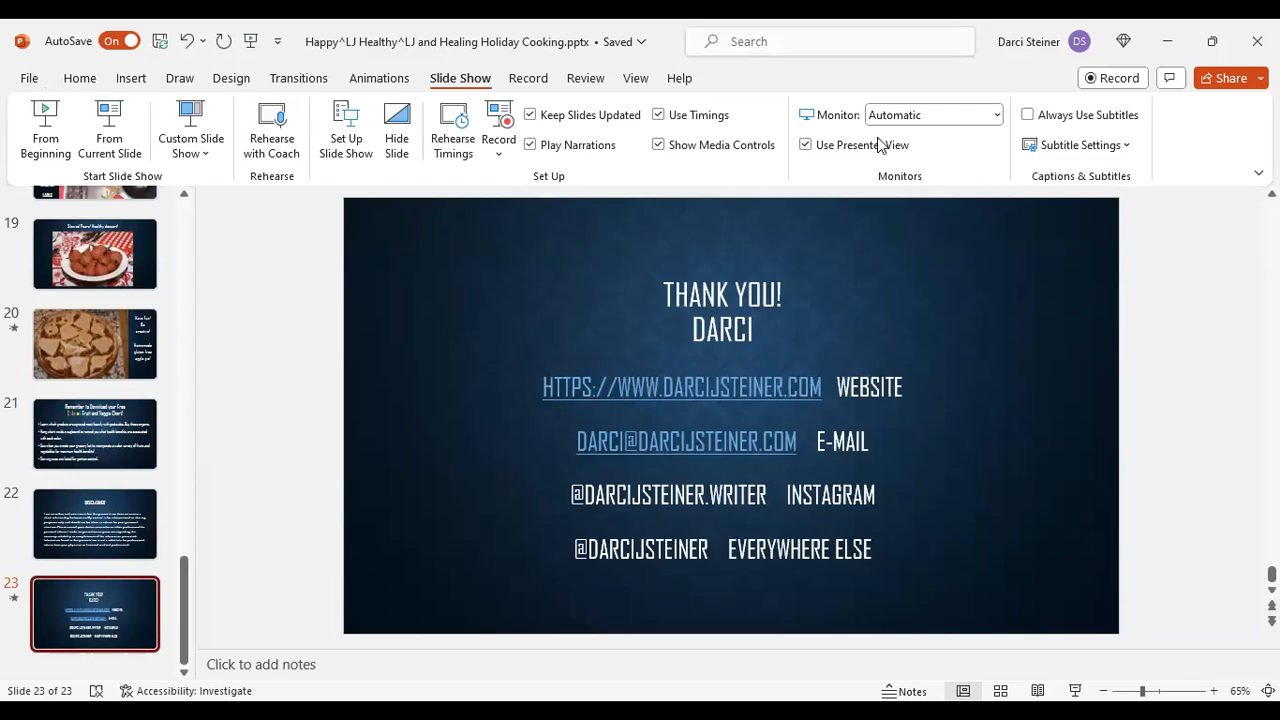 AutoSave On Happy^LJ Healthy^LJ and Healing Holiday Cooking.pptx • Saved Search Darci Steiner DS
File Home Insert Draw Design Transitions Animations Slide Show Record Review View Help Record Share
From Beginning
From Current Slide
Custom Slide Show
Start Slide Show
Rehearse with Coach
Rehearse
Set Up Slide Show
Hide Slide
Rehearse Timings
Record
Keep Slides Updated
Play Narrations
Use Timings
Show Media Controls
Set Up
Monitor: Automatic
Use Presenter View
Monitors
Always Use Subtitles
Subtitle Settings
Captions & Subtitles
19
20
21
Remember to Download your Free
22
DISCLAIMER
23
THANK YOU!
DARCI
HTTPS://WWW.DARCIJSTEINER.COM WEBSITE
DARCI@DARCIJSTEINER.COM E-MAIL
@DARCIJSTEINER.WRITER INSTAGRAM
@DARCIJSTEINER EVERYWHERE ELSE
Click to add notes
Slide 23 of 23 Accessibility: Investigate Notes 65%